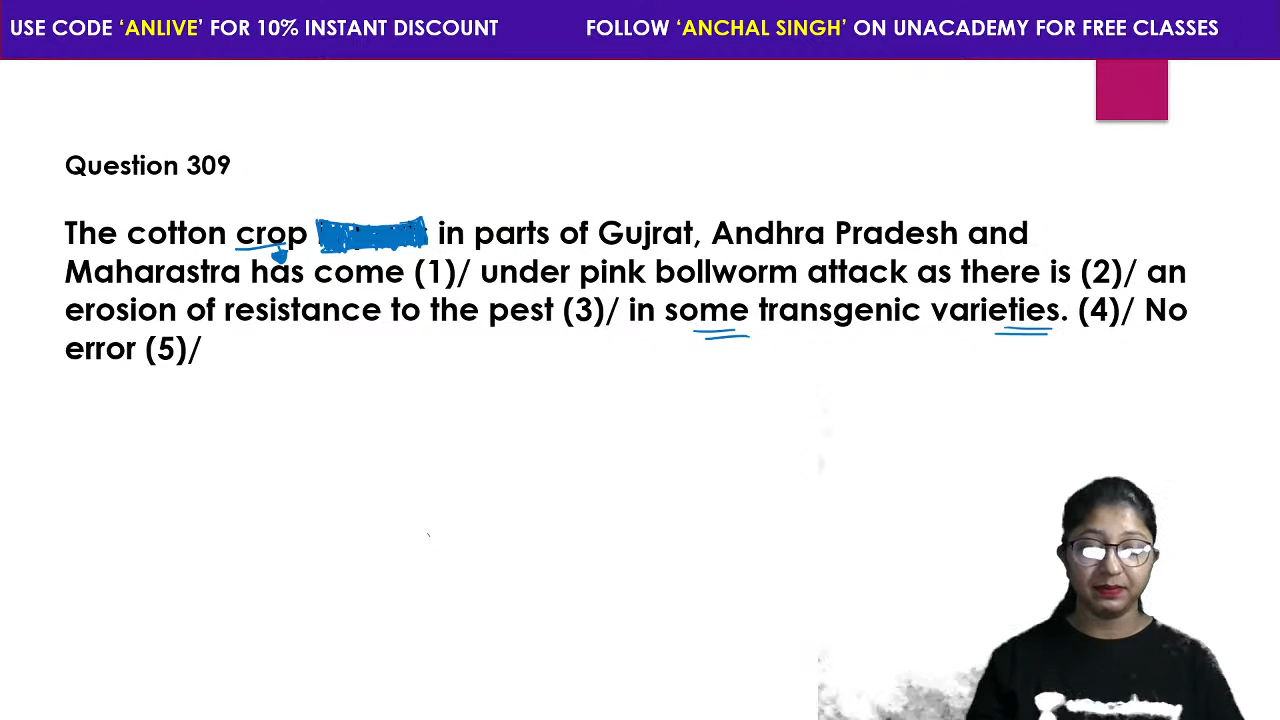 USE CODE ‘ANLIVE’ FOR 10% INSTANT DISCOUNT
FOLLOW ‘ANCHAL SINGH’ ON UNACADEMY FOR FREE CLASSES
Question 309
The cotton crop in parts of Gujrat, Andhra Pradesh and
Maharastra has come (1)/ under pink bollworm attack as there is (2)/ an
erosion of resistance to the pest (3)/ in some transgenic varieties. (4)/ No
error (5)/